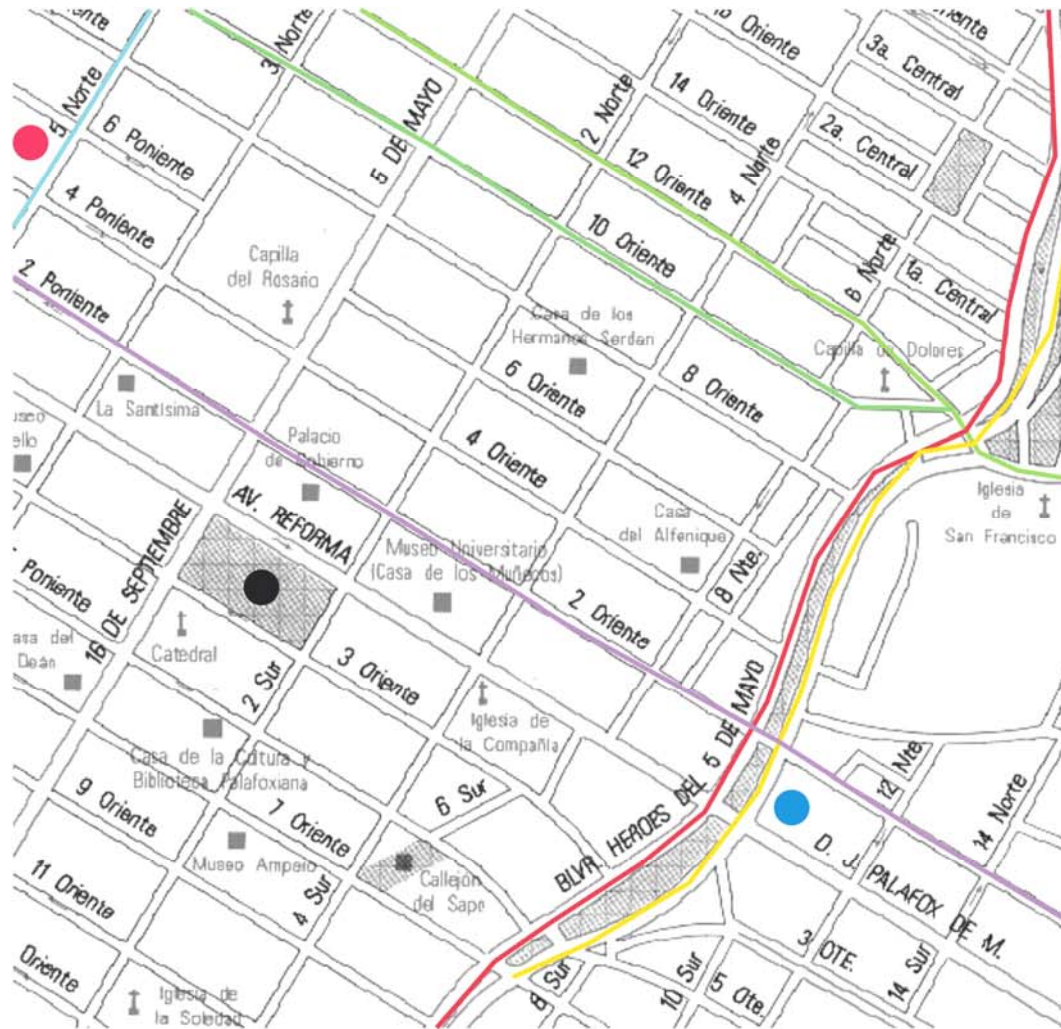 Norte
5 Norte
3 Norte
5 DE MAYO
2 Norte
4 Norte
6 Norte
Oriente
14 Oriente
12 Oriente
10 Oriente
3a. Central
2a. Central
1a. Central
6 Poniente
4 Poniente
2 Poniente
Capilla
del Rosario
Casa de los
Hermanos Serdan
Capilla de Dolores
6 Oriente
8 Oriente
4 Oriente
La Santísima
Palacio
de Gobierno
AV. REFORMA
Museo Universitario
(Casa de los Muñecos)
Casa
del Alfenique
8 Nte.
Iglesia
de
San Francisco
16 DE SEPTIEMBRE
Poniente
Catedral
2 Sur
3 Oriente
2 Oriente
Iglesia de
la Compañía
BLVR HEROES DEL 5 DE MAYO
Casa de la Cultura y
Biblioteca Palafoxiana
9 Oriente
7 Oriente
6 Sur
Museo Amparo
4 Sur
Callejón
del Sapo
11 Oriente
Oriente
Iglesia de
la Soledad
12 Nte.
14 Norte
D. J. PALAFOX DE M.
3 OTE.
14 Sur
5 Ote.
10 Sur
8 Sur